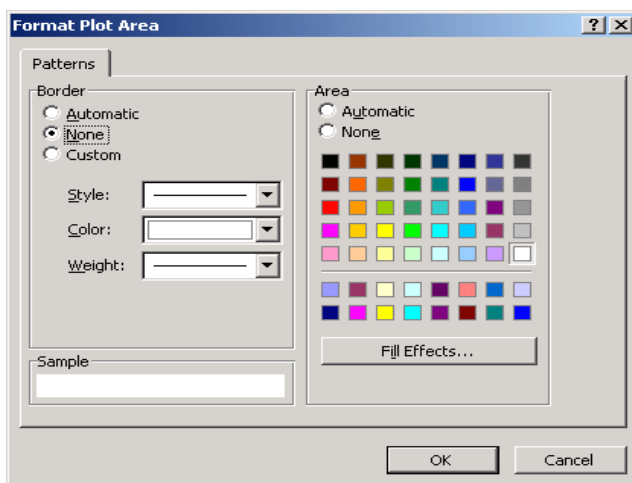 Format Plot Area
Patterns
Border
Automatic
None
Custom
Style:
Color:
Weight:
Sample
Area
Automatic
None
Fill Effects...
OK
Cancel